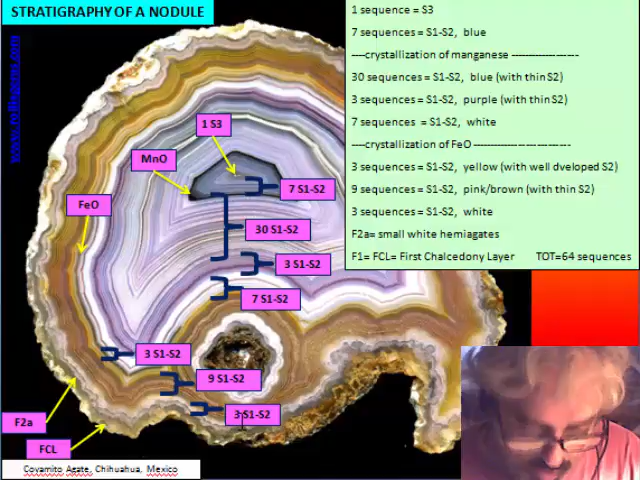 STRATIGRAPHY OF A NODULE
1 sequence = S3
7 sequences = S1-S2, blue
----crystallization of manganese --------------------
30 sequences = S1-S2, blue (with thin S2)
3 sequences = S1-S2, purple (with thin S2)
7 sequences = S1-S2, white
----crystallization of FeO ----------------------------
3 sequences = S1-S2, yellow (with well dveloped S2)
9 sequences = S1-S2, pink/brown (with thin S2)
3 sequences = S1-S2, white
F2a= small white hemiagates
F1= FCL= First Chalcedony Layer TOT=64 sequences
1 S3
MnO
7 S1-S2
FeO
30 S1-S2
3 S1-S2
7 S1-S2
3 S1-S2
9 S1-S2
3 S1-S2
F2a
FCL
Coyamito Agate, Chihuahua, Mexico